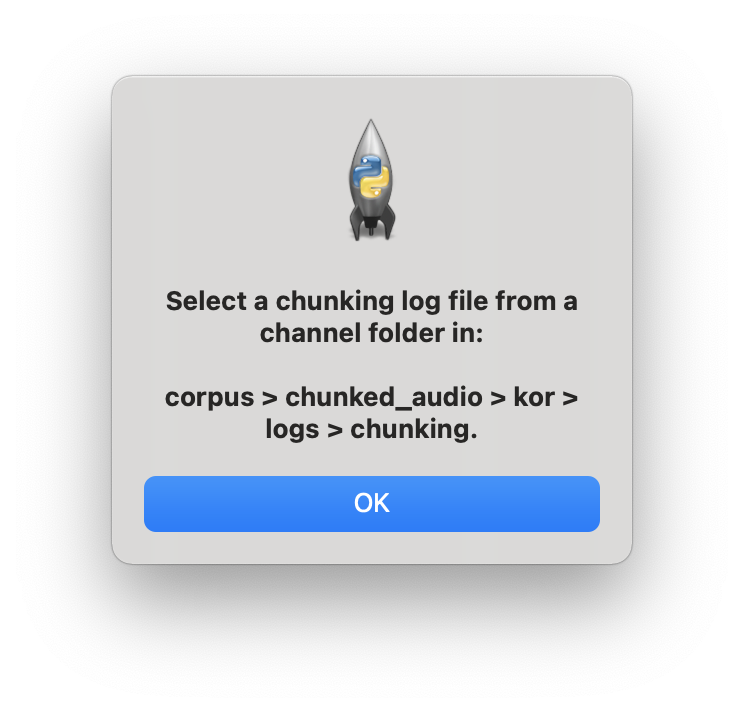 Select a chunking log file from a
channel folder in:
corpus > chunked_audio > kor >
logs > chunking.
OK